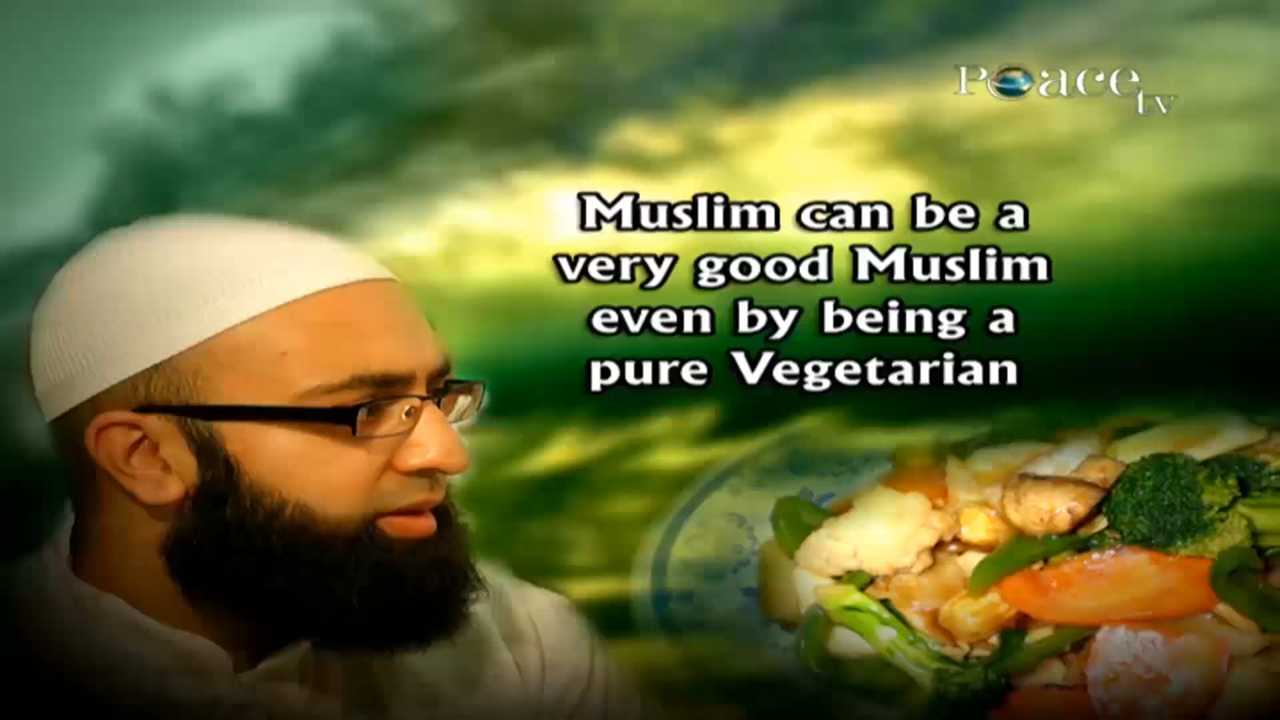 Peace tv
Muslim can be a
very good Muslim
even by being a
pure Vegetarian